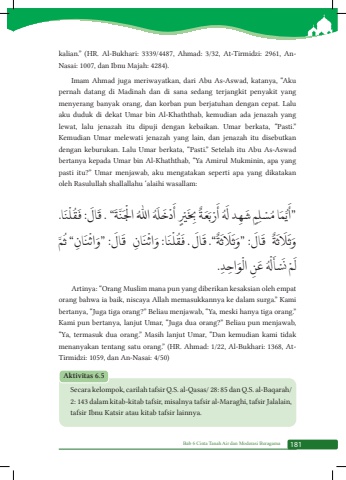 kalian." (HR. Al-Bukhari: 3339/4487, Ahmad: 3/32, At-Tirmidzi: 2961, An-
Nasai: 1007, dan Ibnu Majah: 4284).
Imam Ahmad juga meriwayatkan, dari Abu As-Aswad, katanya, "Aku
pernah datang di Madinah dan di sana sedang terjangkit penyakit yang
menyerang banyak orang, dan korban pun berjatuhan dengan cepat. Lalu
aku duduk di dekat Umar bin Al-Khaththab, kemudian ada jenazah yang
lewat, lalu jenazah itu dipuji dengan kebaikan. Umar berkata, "Pasti."
Kemudian Umar melewati jenazah yang lain, dan jenazah itu disebutkan
dengan keburukan. Lalu Umar berkata, "Pasti." Setelah itu Abu As-Aswad
bertanya kepada Umar bin Al-Khaththab, "Ya Amirul Mukminin, apa yang
pasti itu?" Umar menjawab, aku mengatakan seperti apa yang dikatakan
oleh Rasulullah shallallahu 'alaihi wasallam:
"أَيُّمَا مُسْلِمٍ شَهِدَ لَهُ أَرْبَعَةٌ بِخَيْرٍ أَدْخَلَهُ اللهُ الْجَنَّةَ". قَالَ: فَقُلْنَا.
وَثَلَاثَةٌ قَالَ: "وَثَلَاثَةٌ". قَالَ. فَقُلْنَا: وَاثْنَانِ قَالَ: "وَاثْنَانِ" ثُمَّ
لَمْ نَسْأَلْهُ عَنِ الْوَاحِدِ.
Artinya: "Orang Muslim mana pun yang diberikan kesaksian oleh empat
orang bahwa ia baik, niscaya Allah memasukkannya ke dalam surga." Kami
bertanya, "Juga tiga orang?" Beliau menjawab, "Ya, meski hanya tiga orang."
Kami pun bertanya, lanjut Umar, "Juga dua orang?" Beliau pun menjawab,
"Ya, termasuk dua orang." Masih lanjut Umar, "Dan kemudian kami tidak
menanyakan tentang satu orang." (HR. Ahmad: 1/22, Al-Bukhari: 1368, At-
Tirmidzi: 1059, dan An-Nasai: 4/50)
Aktivitas 6.5
Secara kelompok, carilah tafsir Q.S. al-Qasas/ 28: 85 dan Q.S. al-Baqarah/
2: 143 dalam kitab-kitab tafsir, misalnya tafsir al-Maraghi, tafsir Jalalain,
tafsir Ibnu Katsir atau kitab tafsir lainnya.
Bab 6 Cinta Tanah Air dan Moderasi Beragama 181